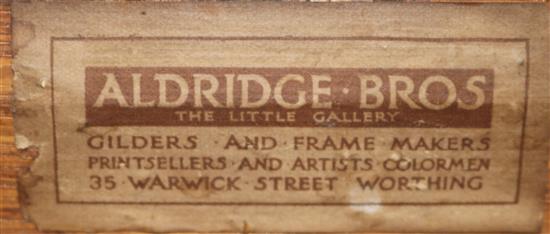 ALDRIDGE · BROS
THE LITTLE GALLERY
GILDERS · AND · FRAME · MAKERS
PRINTSELLERS · AND ARTISTS COLORMEN
35 · WARWICK · STREET WORTHING